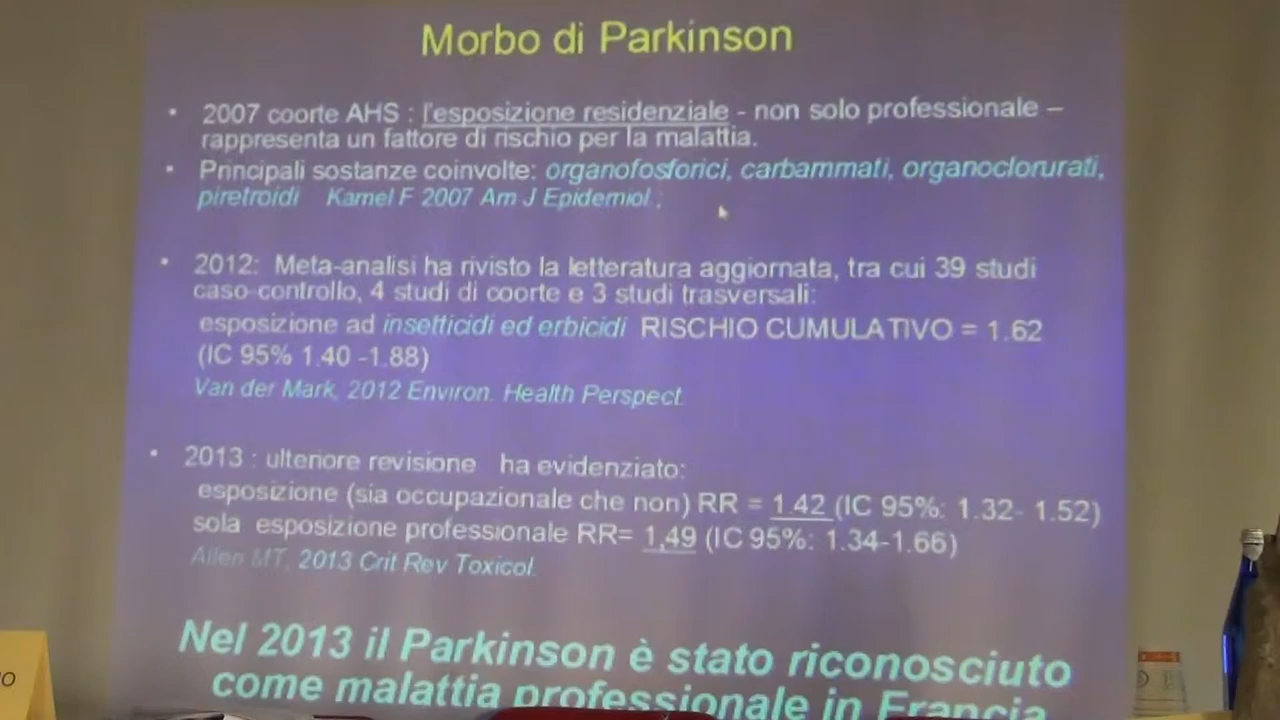 Morbo di Parkinson
• 2007 coorte AHS : l'esposizione residenziale - non solo professionale –
rappresenta un fattore di rischio per la malattia.
• Principali sostanze coinvolte: organofosforici, carbammati, organoclorurati,
piretroidi Kamel F 2007 Am J Epidemiol ;
• 2012: Meta-analisi ha rivisto la letteratura aggiornata, tra cui 39 studi
caso-controllo, 4 studi di coorte e 3 studi trasversali:
esposizione ad insetticidi ed erbicidi RISCHIO CUMULATIVO = 1.62
(IC 95% 1.40 -1.88)
Van der Mark, 2012 Environ. Health Perspect.
• 2013 : ulteriore revisione ha evidenziato:
esposizione (sia occupazionale che non) RR = 1.42 (IC 95%: 1.32- 1.52)
sola esposizione professionale RR= 1,49 (IC 95%: 1.34-1.66)
Allen MT, 2013 Crit Rev Toxicol.
Nel 2013 il Parkinson è stato riconosciuto
come malattia professionale in Francia